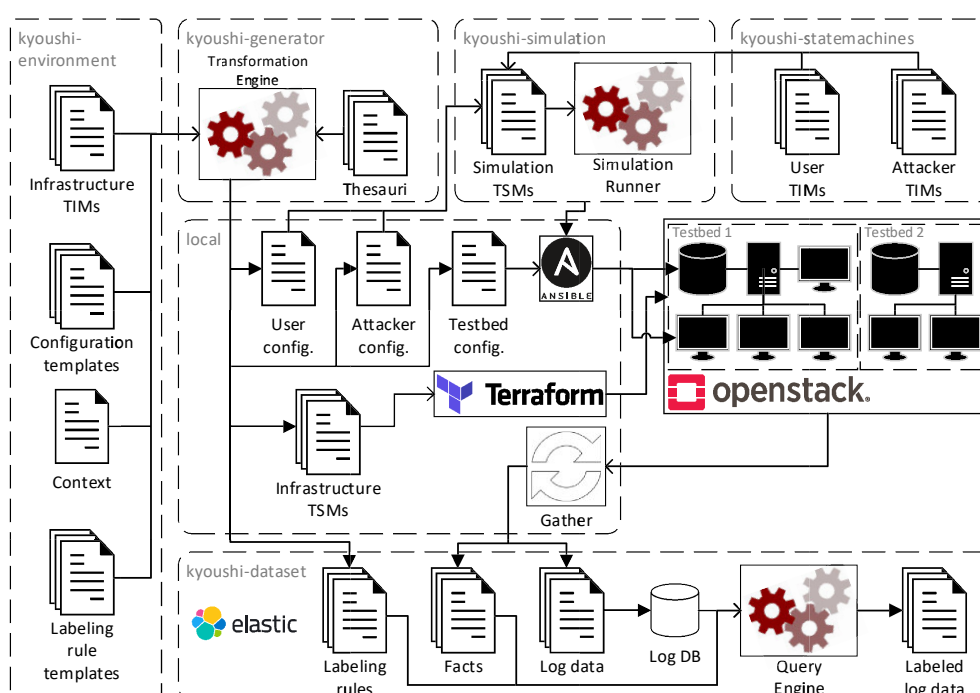 kyoushi-
environment
Infrastructure
TIMs
Configuration
templates
Context
Labeling
rule
templates
kyoushi-generator
Transformation
Engine
Thesauri
kyoushi-simulation
Simulation
TSMs
Simulation
Runner
kyoushi-statemachines
User
TIMs
Attacker
TIMs
local
User
config.
Attacker
config.
Testbed
config.
A
ANSIBLE
Terraform
Infrastructure
TSMs
Gather
Testbed 1
Testbed 2
openstack.
kyoushi-dataset
elastic
Labeling
rules
Facts
Log data
Log DB
Query
Engine
Labeled
log data